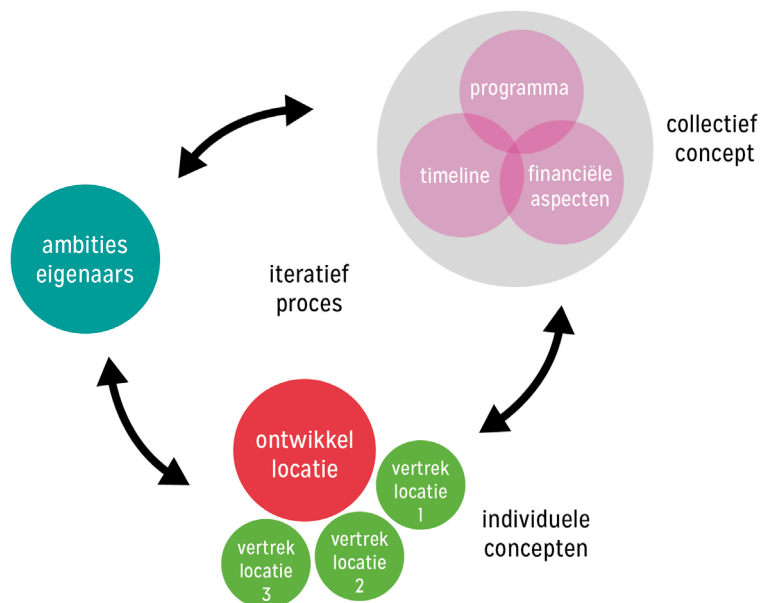 programma
timeline
financiële
aspecten
collectief
concept
ambities
eigenaars
iteratief
proces
ontwikkel
locatie
vertrek
locatie
1
vertrek
locatie
2
vertrek
locatie
3
individuele
concepten